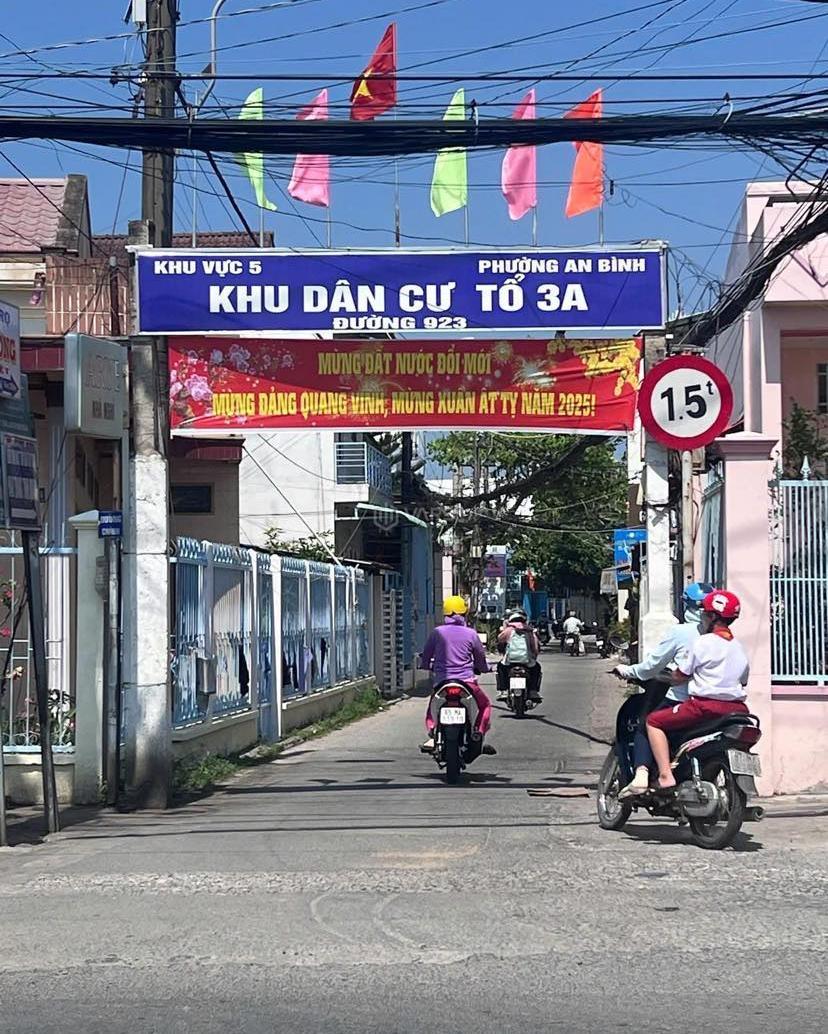 KHU VỰC 5 PHƯỜNG AN BÌNH
KHU DÂN CƯ TỔ 3A
ĐƯỜNG 923
MỪNG ĐẤT NƯỚC ĐỔI MỚI
MỪNG ĐẢNG QUANG VINH, MỪNG XUÂN ẤT TỴ NĂM 2025!
1.5t